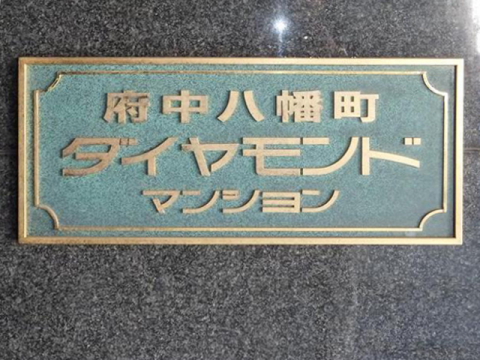 府中八幡町
ダイヤモンド
マンション